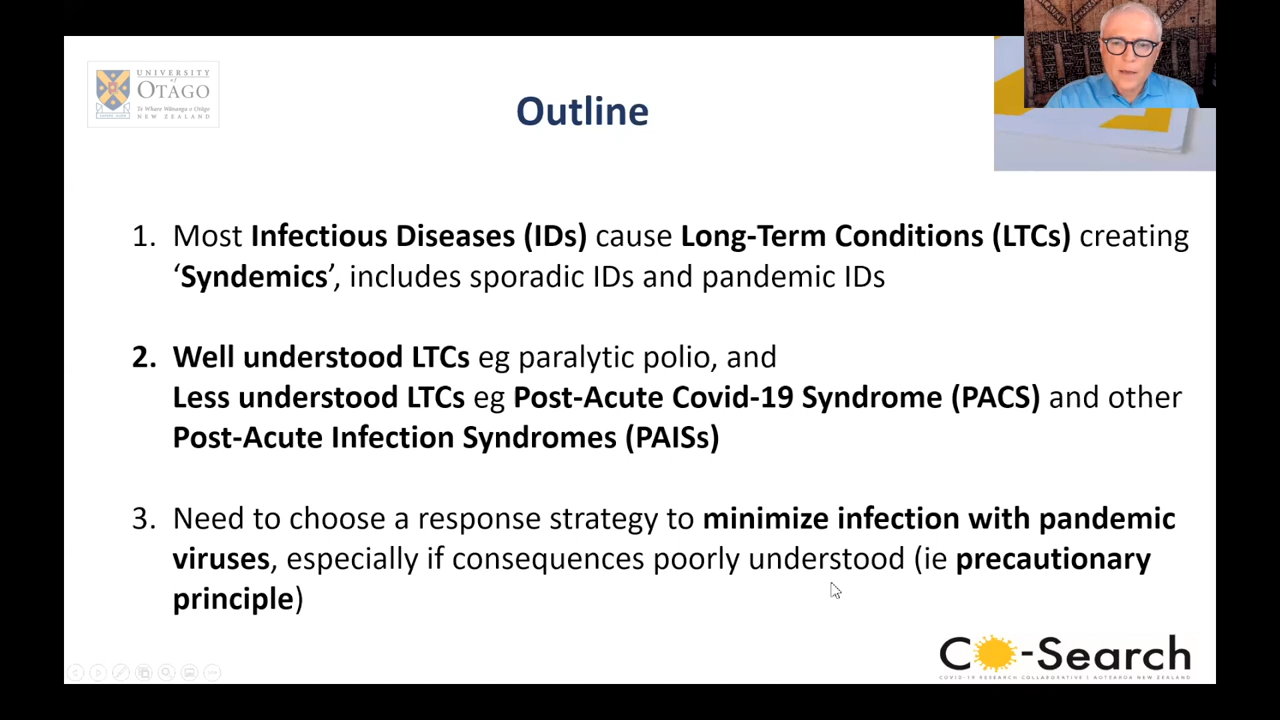 UNIVERSITY
of
OTAGO
Te Whare Wānanga o Otāgo
NEW ZEALAND
Outline
1. Most Infectious Diseases (IDs) cause Long-Term Conditions (LTCs) creating
‘Syndemics’, includes sporadic IDs and pandemic IDs
2. Well understood LTCs eg paralytic polio, and
Less understood LTCs eg Post-Acute Covid-19 Syndrome (PACS) and other
Post-Acute Infection Syndromes (PAISs)
3. Need to choose a response strategy to minimize infection with pandemic
viruses, especially if consequences poorly understood (ie precautionary
principle)
CO-Search
COVID-19 RESEARCH COLLABORATIVE | AOTEAROA NEW ZEALAND